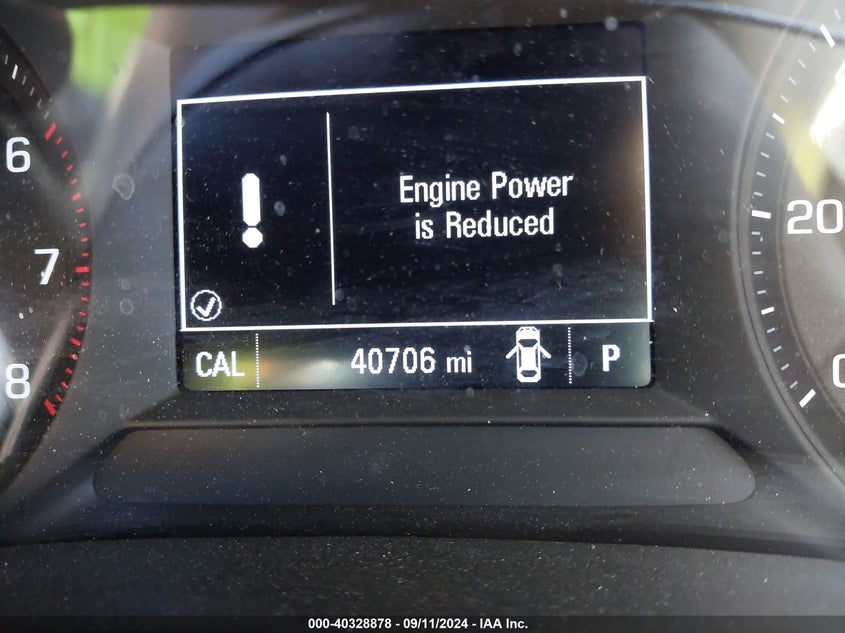 Engine Power
is Reduced
CAL 40706 mi P
6
7
8
20
000-40328878 - 09/11/2024 - IAA Inc.